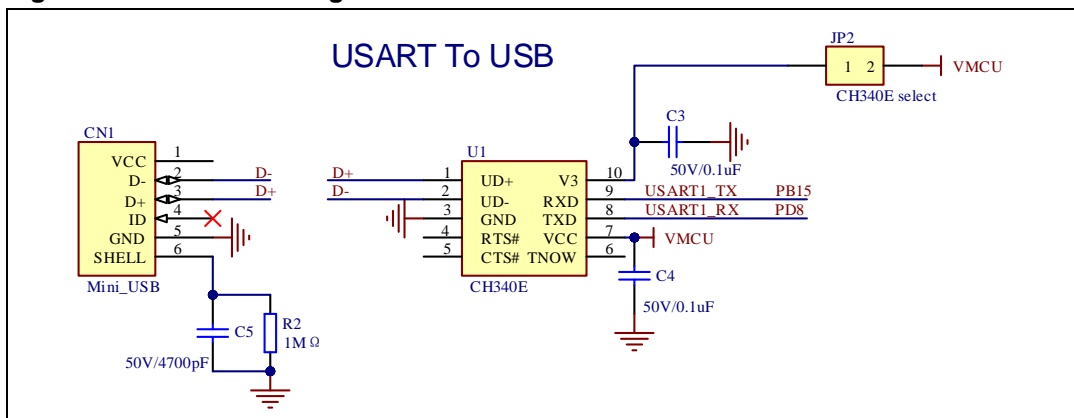 USART To USB
JP2
1 2
VMCU
CH340E select
CN1
VCC 1
D- 2
D+ 3
ID 4
GND 5
SHELL 6
Mini_USB
D-
D+
D+
D-
U1
1 UD+ V3 10
2 UD- RXD 9
3 GND TXD 8
4 RTS# VCC 7
5 CTS# TNOW 6
CH340E
C3
50V/0.1uF
USART1_TX PB15
USART1_RX PD8
VMCU
C4
50V/0.1uF
C5
50V/4700pF
R2
1MΩ